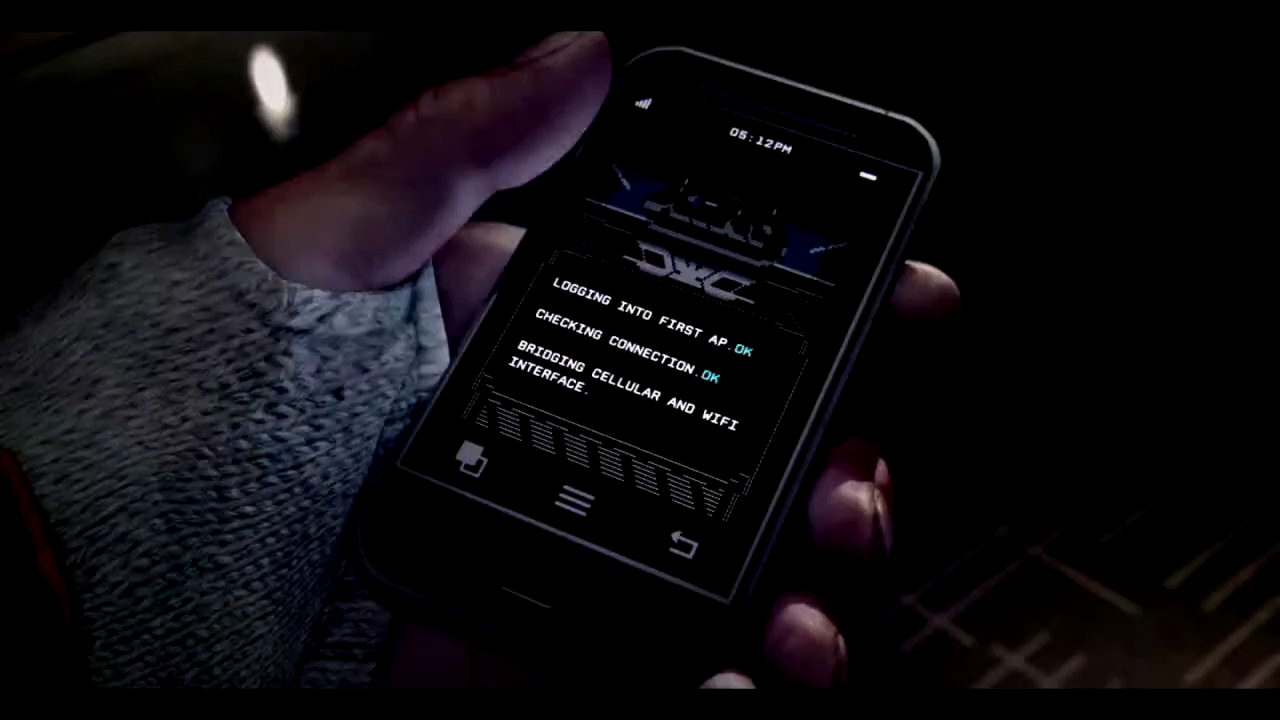 05:12PM
LOGGING INTO FIRST AP.OK
CHECKING CONNECTION.OK
BRIDGING CELLULAR AND WIFI
INTERFACE.